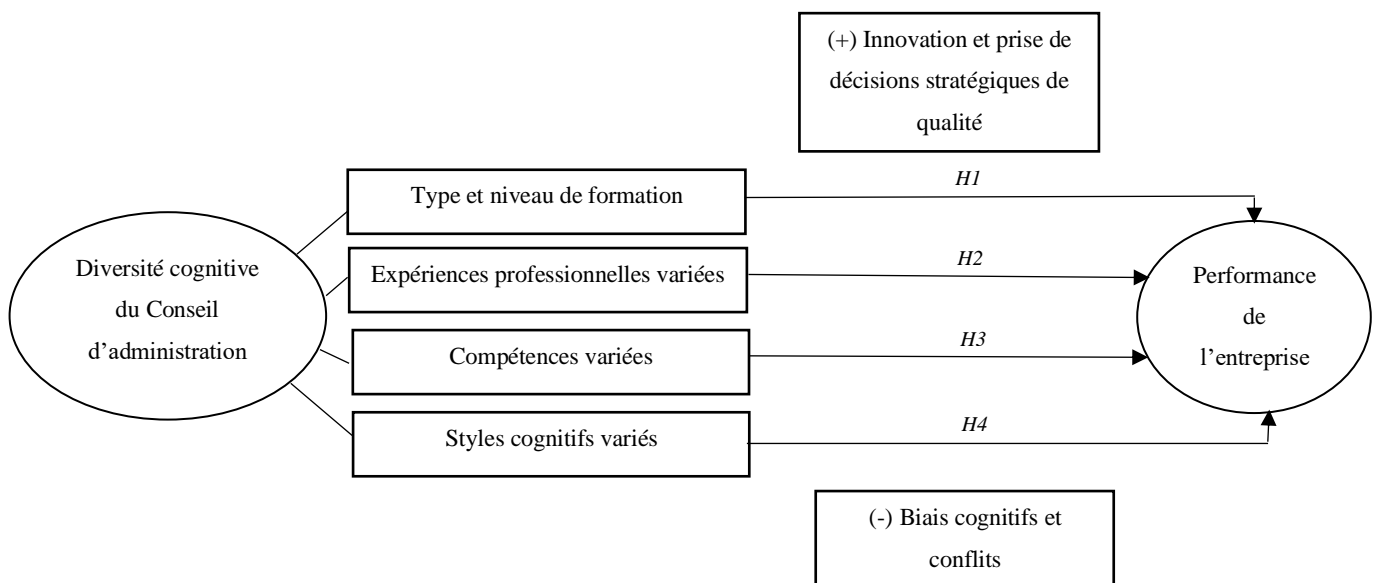 (+) Innovation et prise de
décisions stratégiques de
qualité
Type et niveau de formation
H1
Expériences professionnelles variées
H2
Diversité cognitive
du Conseil
d’administration
Performance
de
l’entreprise
Compétences variées
H3
Styles cognitifs variés
H4
(-) Biais cognitifs et
conflits